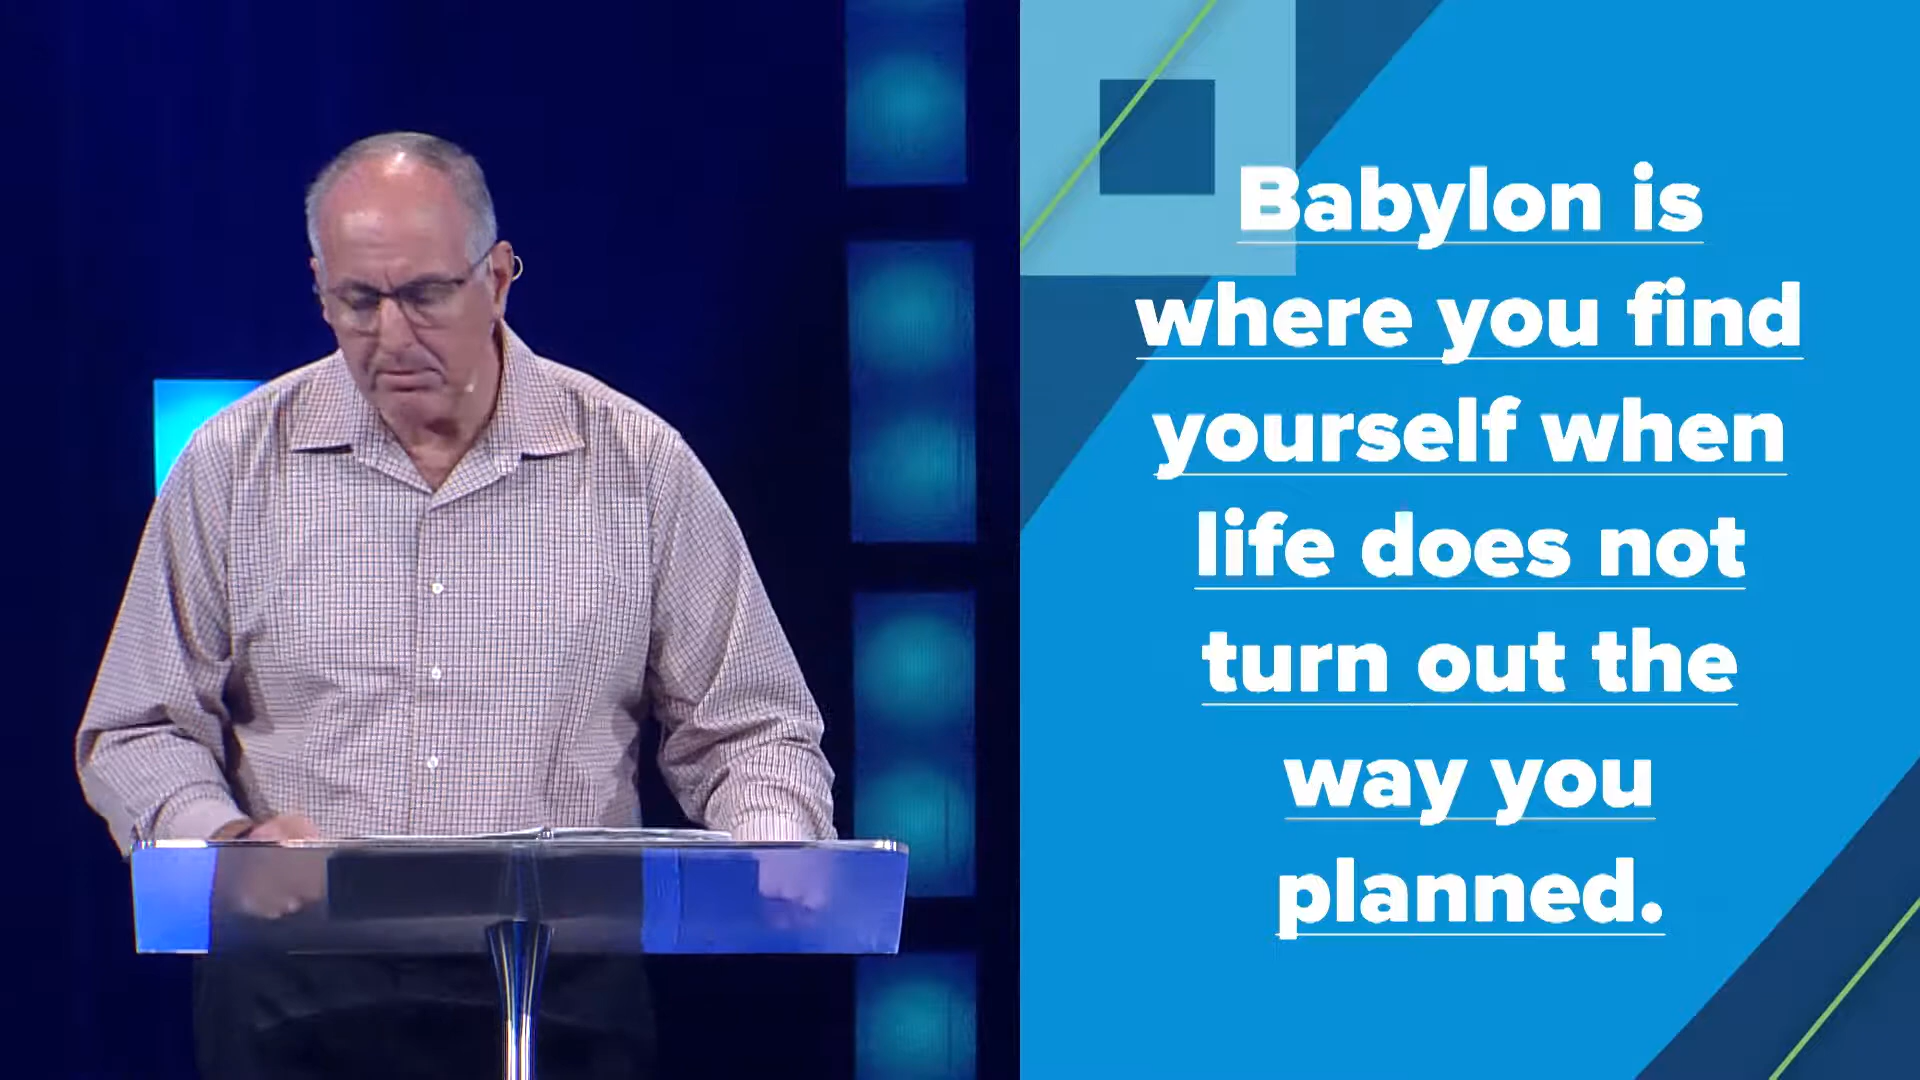 Babylon is
where you find
yourself when
life does not
turn out the
way you
planned.